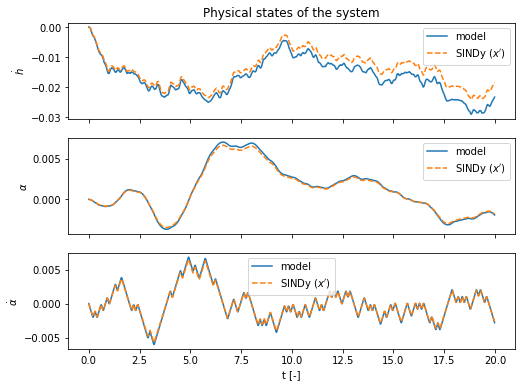 Physical states of the system
0.00
−0.01
−0.02
−0.03
ḣ
model
SINDy (x′)
0.005
0.000
α
model
SINDy (x′)
0.005
0.000
−0.005
α̇
model
SINDy (x′)
0.0 2.5 5.0 7.5 10.0 12.5 15.0 17.5 20.0
t [-]